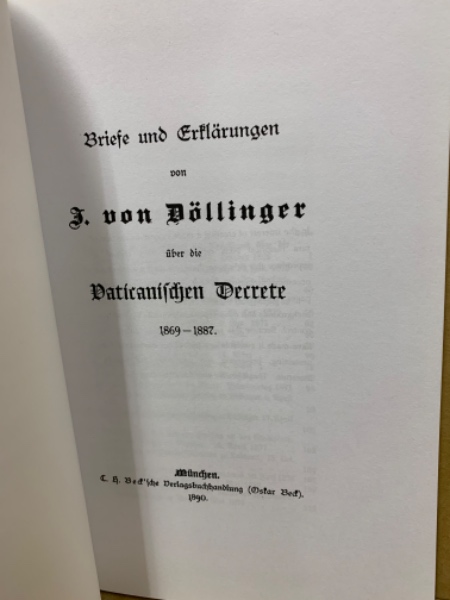 Briefe und Erklärungen
von
J. von Döllinger
über die
Vaticaniſchen Decrete
1869–1887.
München.
C. H. Beck'ſche Verlagsbuchhandlung (Oskar Beck).
1890.